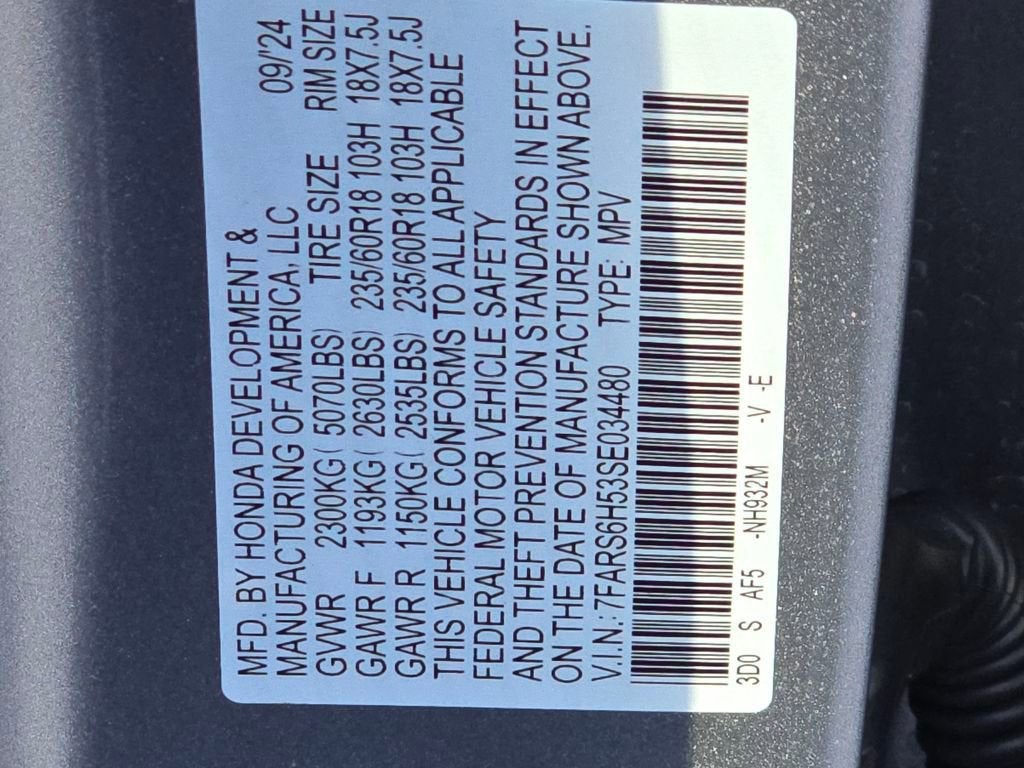 MFD. BY HONDA DEVELOPMENT &
MANUFACTURING OF AMERICA, LLC 09/'24
GVWR 2300KG( 5070LBS) TIRE SIZE RIM SIZE
GAWR F 1193KG( 2630LBS) 235/60R18 103H 18X7.5J
GAWR R 1150KG( 2535LBS) 235/60R18 103H 18X7.5J
THIS VEHICLE CONFORMS TO ALL APPLICABLE
FEDERAL MOTOR VEHICLE SAFETY
AND THEFT PREVENTION STANDARDS IN EFFECT
ON THE DATE OF MANUFACTURE SHOWN ABOVE.
V.I.N.: 7FARS6H53SE034480 TYPE: MPV
3D0 S AF5 -NH932M -V -E